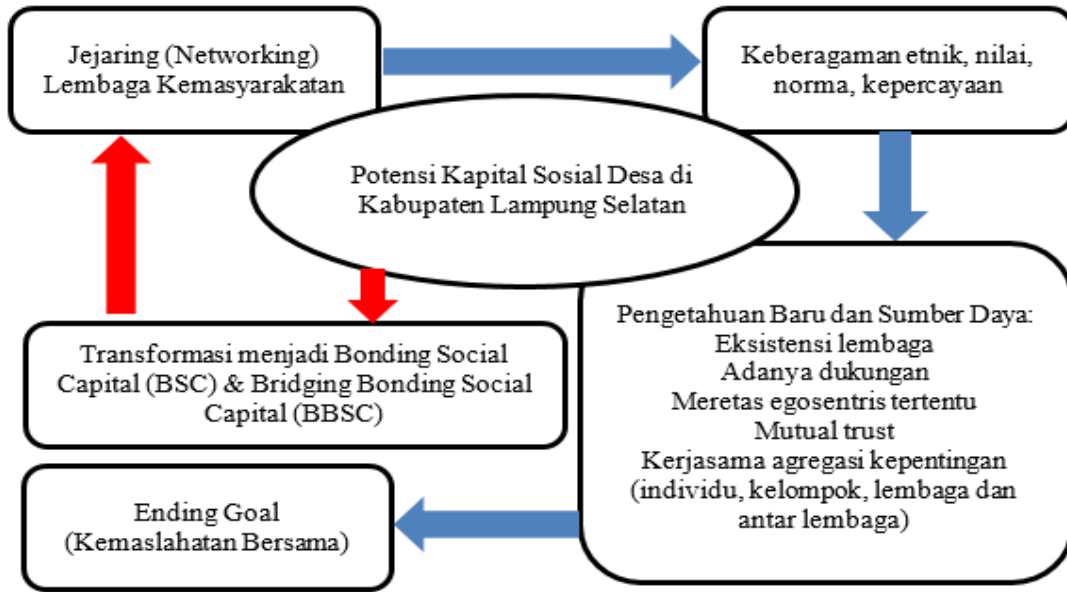 Jejaring (Networking)
Lembaga Kemasyarakatan
Keberagaman etnik, nilai,
norma, kepercayaan
Potensi Kapital Sosial Desa di
Kabupaten Lampung Selatan
Transformasi menjadi Bonding Social
Capital (BSC) & Bridging Bonding Social
Capital (BBSC)
Pengetahuan Baru dan Sumber Daya:
Eksistensi lembaga
Adanya dukungan
Meretas egosentris tertentu
Mutual trust
Kerjasama agregasi kepentingan
(individu, kelompok, lembaga dan
antar lembaga)
Ending Goal
(Kemaslahatan Bersama)